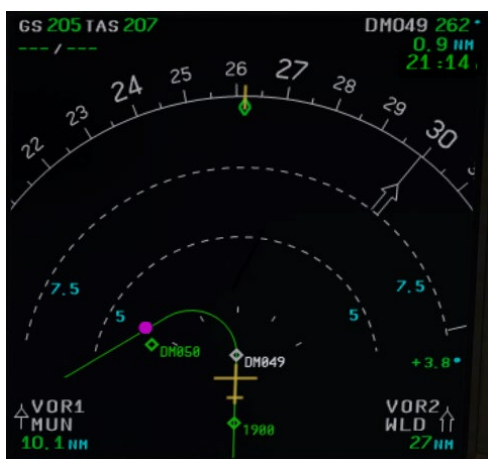 GS 205 TAS 207
DM049 262°
---/---
0.9 NM
21:14
22
23
24
25
26
27
28
29
30
7.5
7.5
5
5
DM050
DM049
+3.8°
VOR1
MUN
10.1 NM
1900
VOR2
WLD
27 NM